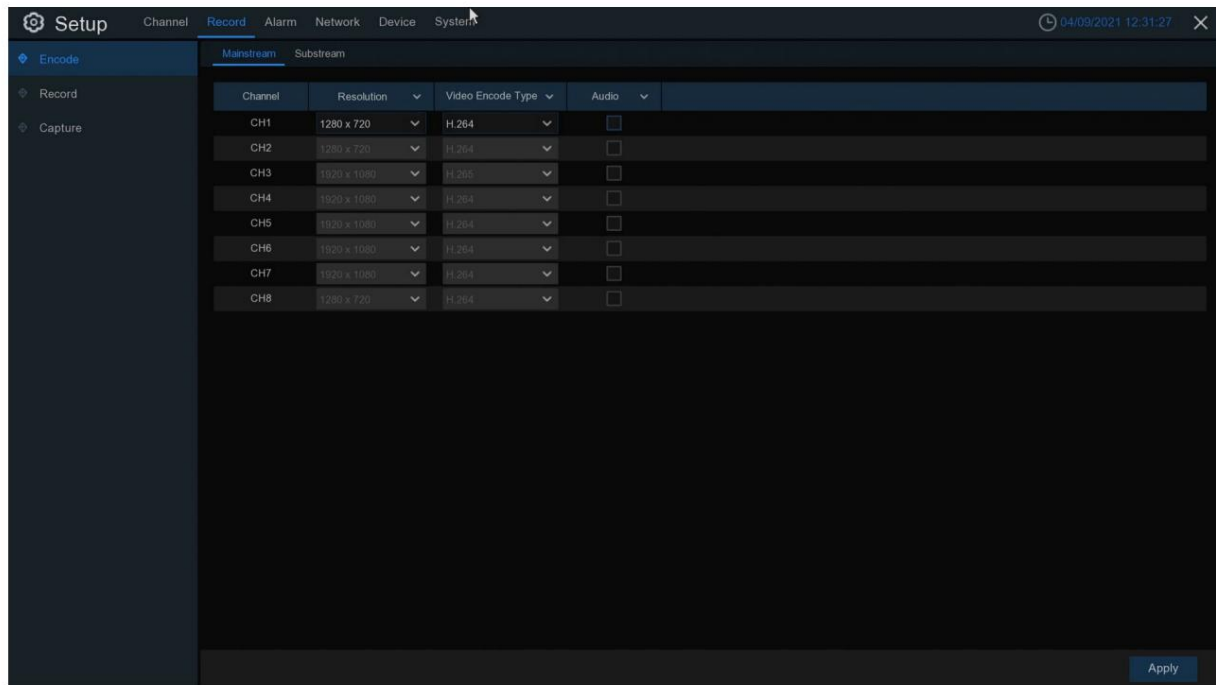 Setup Channel Record Alarm Network Device System 04/09/2021 12:31:27
Encode
Record
Capture
Mainstream Substream
Channel Resolution Video Encode Type Audio
CH1 1280 x 720 H.264
CH2 1280 x 720 H.264
CH3 1920 x 1080 H.265
CH4 1920 x 1080 H.264
CH5 1920 x 1080 H.264
CH6 1920 x 1080 H.264
CH7 1920 x 1080 H.264
CH8 1280 x 720 H.264
Apply